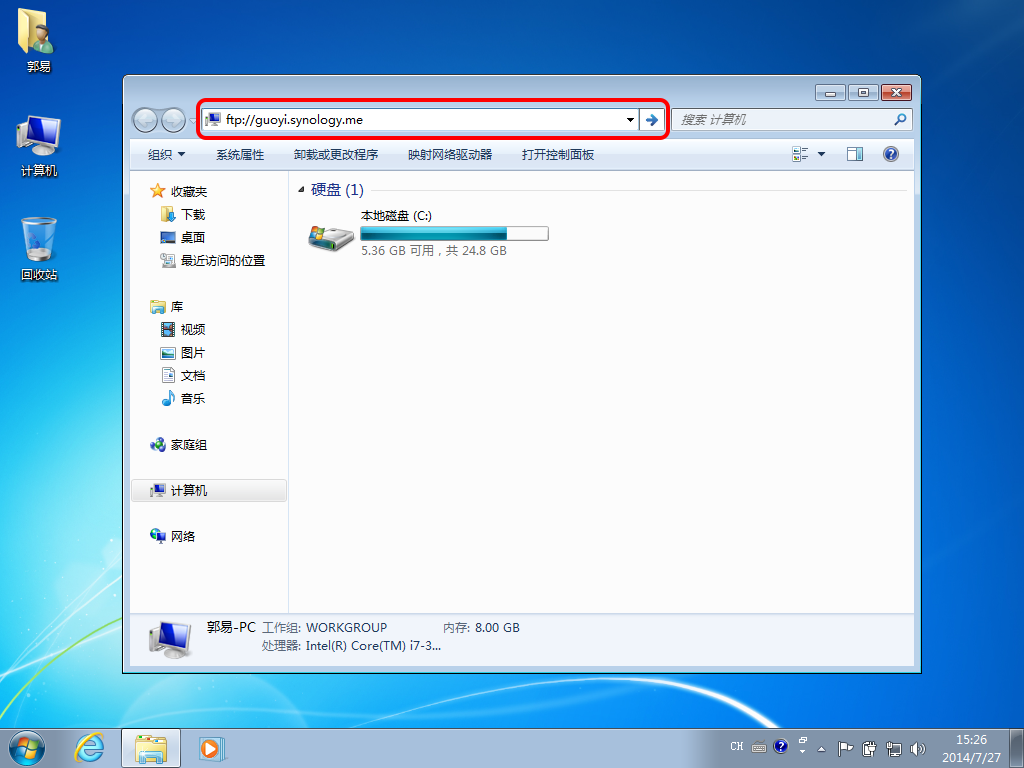 郭易
计算机
回收站
ftp://guoyi.synology.me
搜索 计算机
组织 系统属性 卸载或更改程序 映射网络驱动器 打开控制面板
收藏夹
下载
桌面
最近访问的位置
库
视频
图片
文档
音乐
家庭组
计算机
网络
硬盘 (1)
本地磁盘 (C:)
5.36 GB 可用，共 24.8 GB
郭易-PC 工作组: WORKGROUP 内存: 8.00 GB
处理器: Intel(R) Core(TM) i7-3...
CH
15:26
2014/7/27